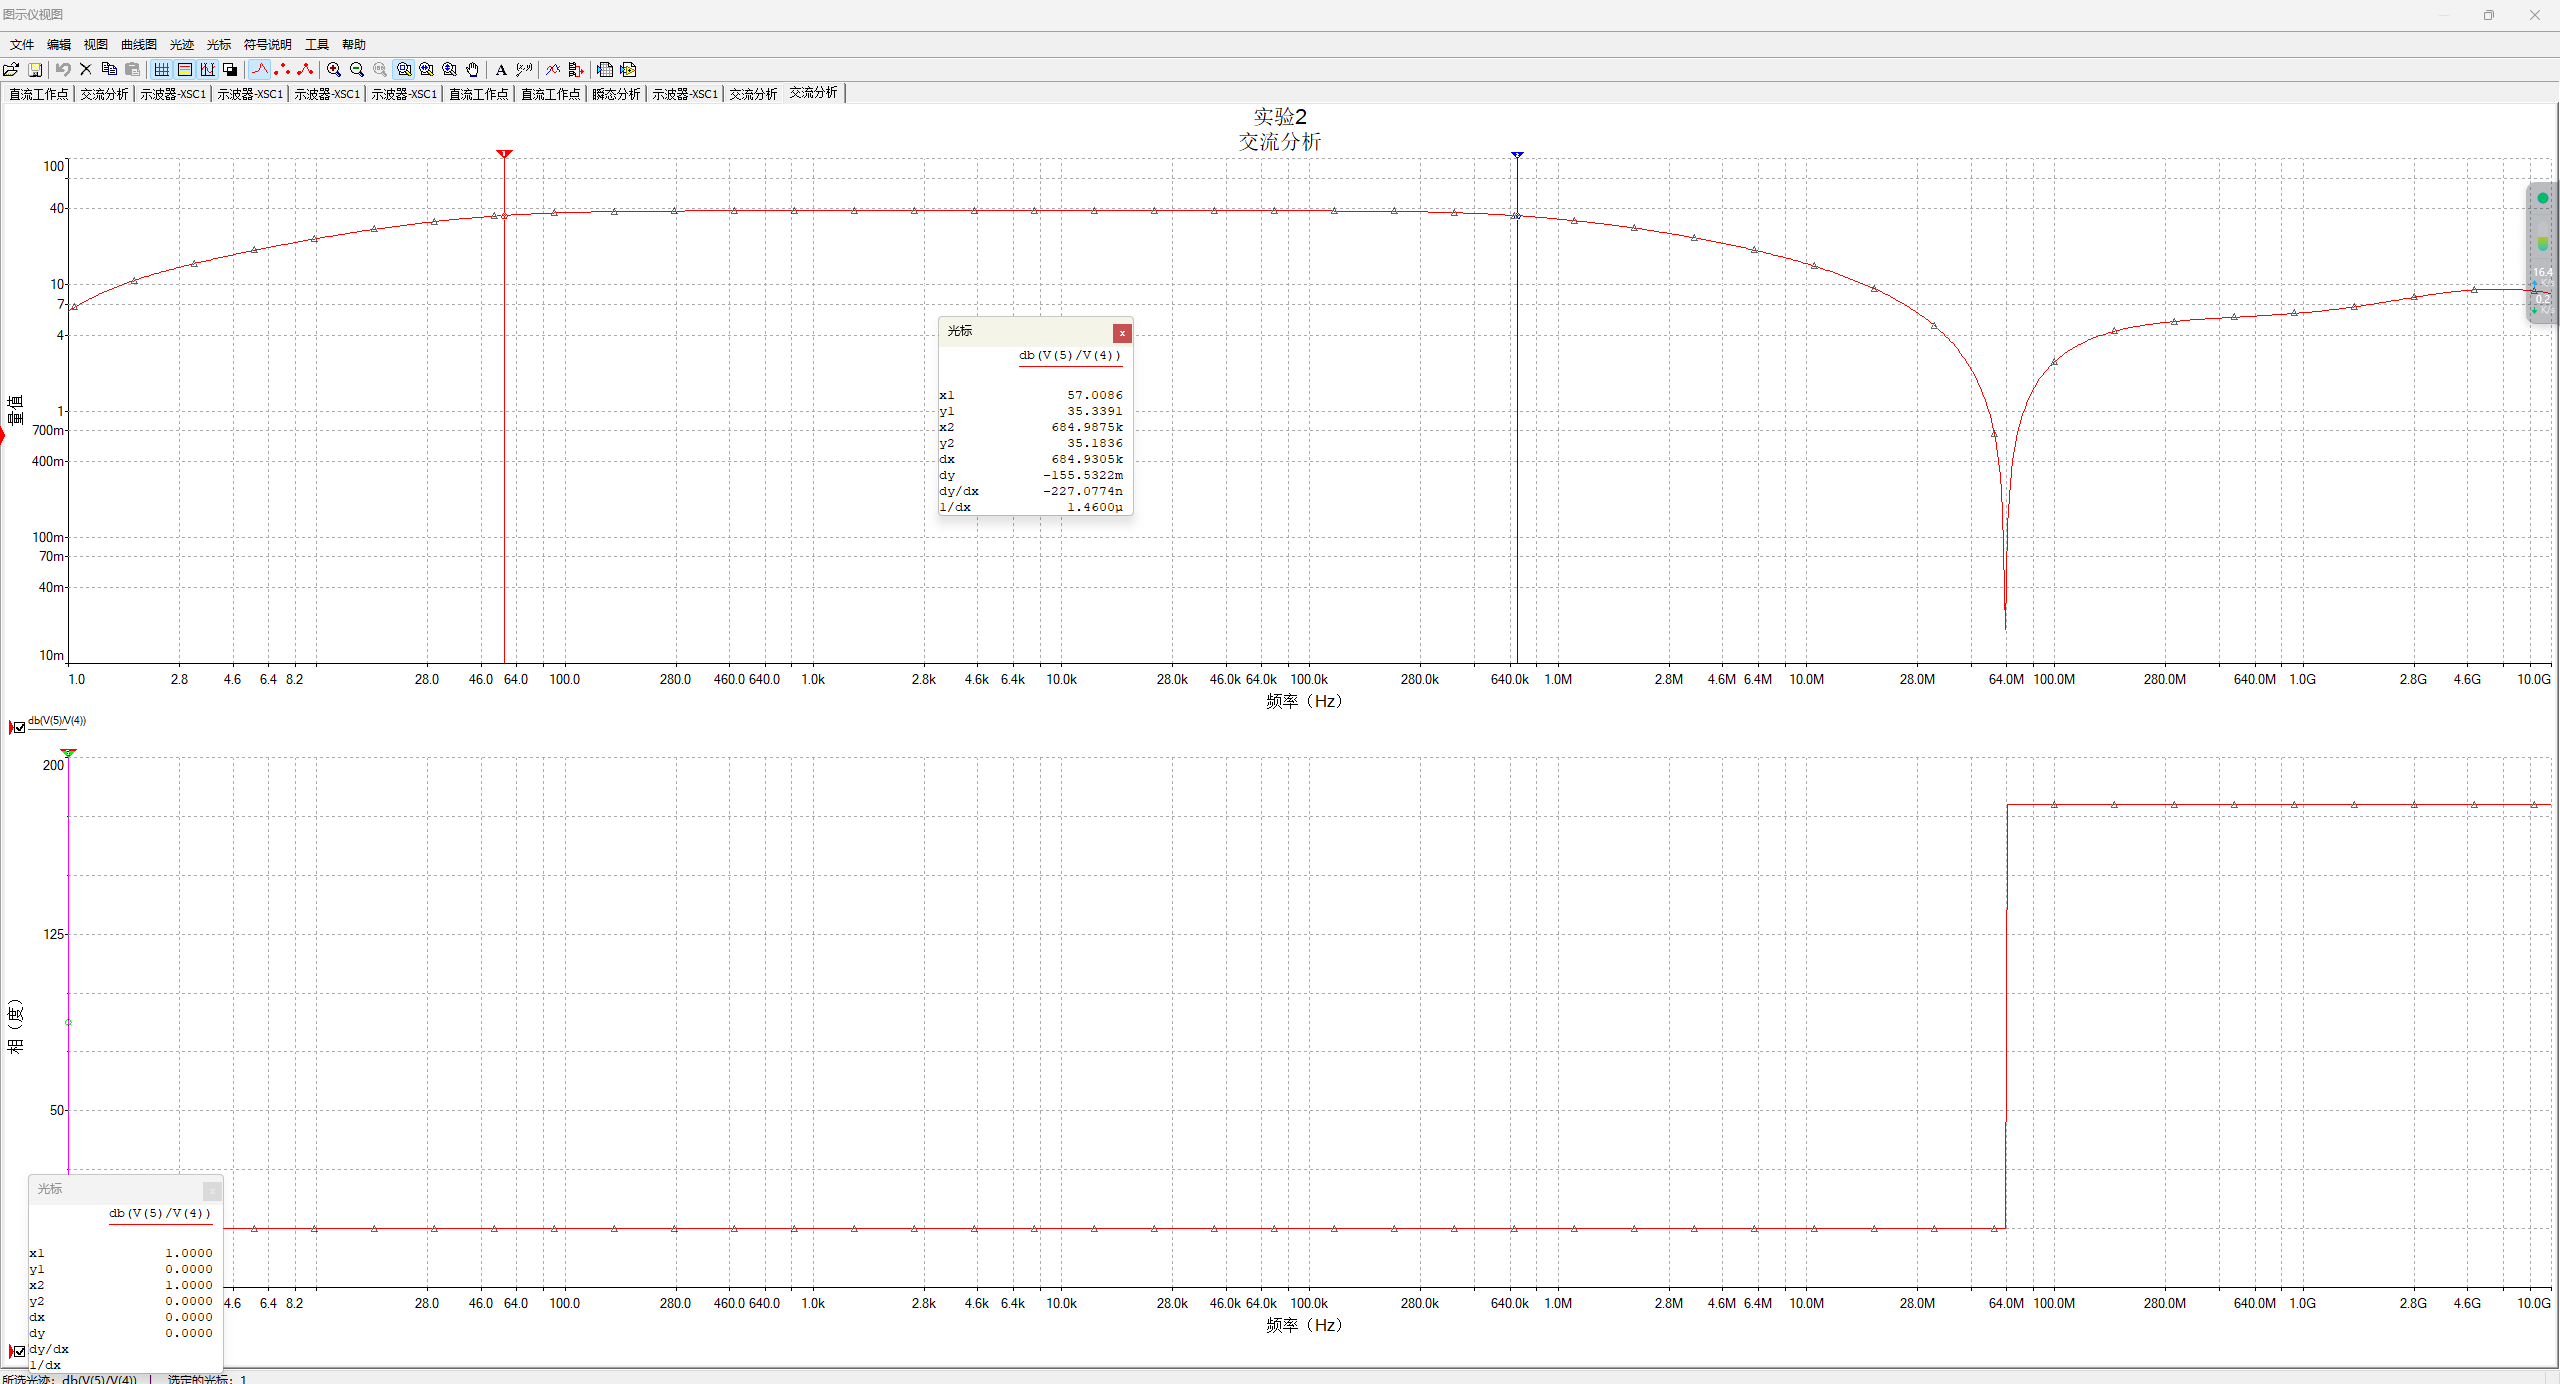 图示仪视图
文件 编辑 视图 曲线图 光迹 光标 符号说明 工具 帮助
直流工作点 交流分析 示波器-XSC1 示波器-XSC1 示波器-XSC1 示波器-XSC1 直流工作点 直流工作点 瞬态分析 示波器-XSC1 交流分析 交流分析
实验2
交流分析
100
40
10
7
4
1
700m
400m
100m
70m
40m
10m
量值
1.0 2.8 4.6 6.4 8.2 28.0 46.0 64.0 100.0 280.0 460.0 640.0 1.0k 2.8k 4.6k 6.4k 10.0k 28.0k 46.0k 64.0k 100.0k 280.0k 640.0k 1.0M 2.8M 4.6M 6.4M 10.0M 28.0M 64.0M 100.0M 280.0M 640.0M 1.0G 2.8G 4.6G 10.0G
频率（Hz）
光标
db(V(5)/V(4))
x1 57.0086
y1 35.3391
x2 684.9875k
y2 35.1836
dx 684.9305k
dy -155.5322m
dy/dx -227.0774n
1/dx 1.4600µ
16.4
K/s
0.2
K/s
db(V(5)/V(4))
200
125
50
相（度）
4.6 6.4 8.2 28.0 46.0 64.0 100.0 280.0 460.0 640.0 1.0k 2.8k 4.6k 6.4k 10.0k 28.0k 46.0k 64.0k 100.0k 280.0k 640.0k 1.0M 2.8M 4.6M 6.4M 10.0M 28.0M 64.0M 100.0M 280.0M 640.0M 1.0G 2.8G 4.6G 10.0G
频率（Hz）
光标
db(V(5)/V(4))
x1 1.0000
y1 0.0000
x2 1.0000
y2 0.0000
dx 0.0000
dy 0.0000
dy/dx
1/dx
所选光迹: db(V(5)/V(4)) | 选定的光标: 1